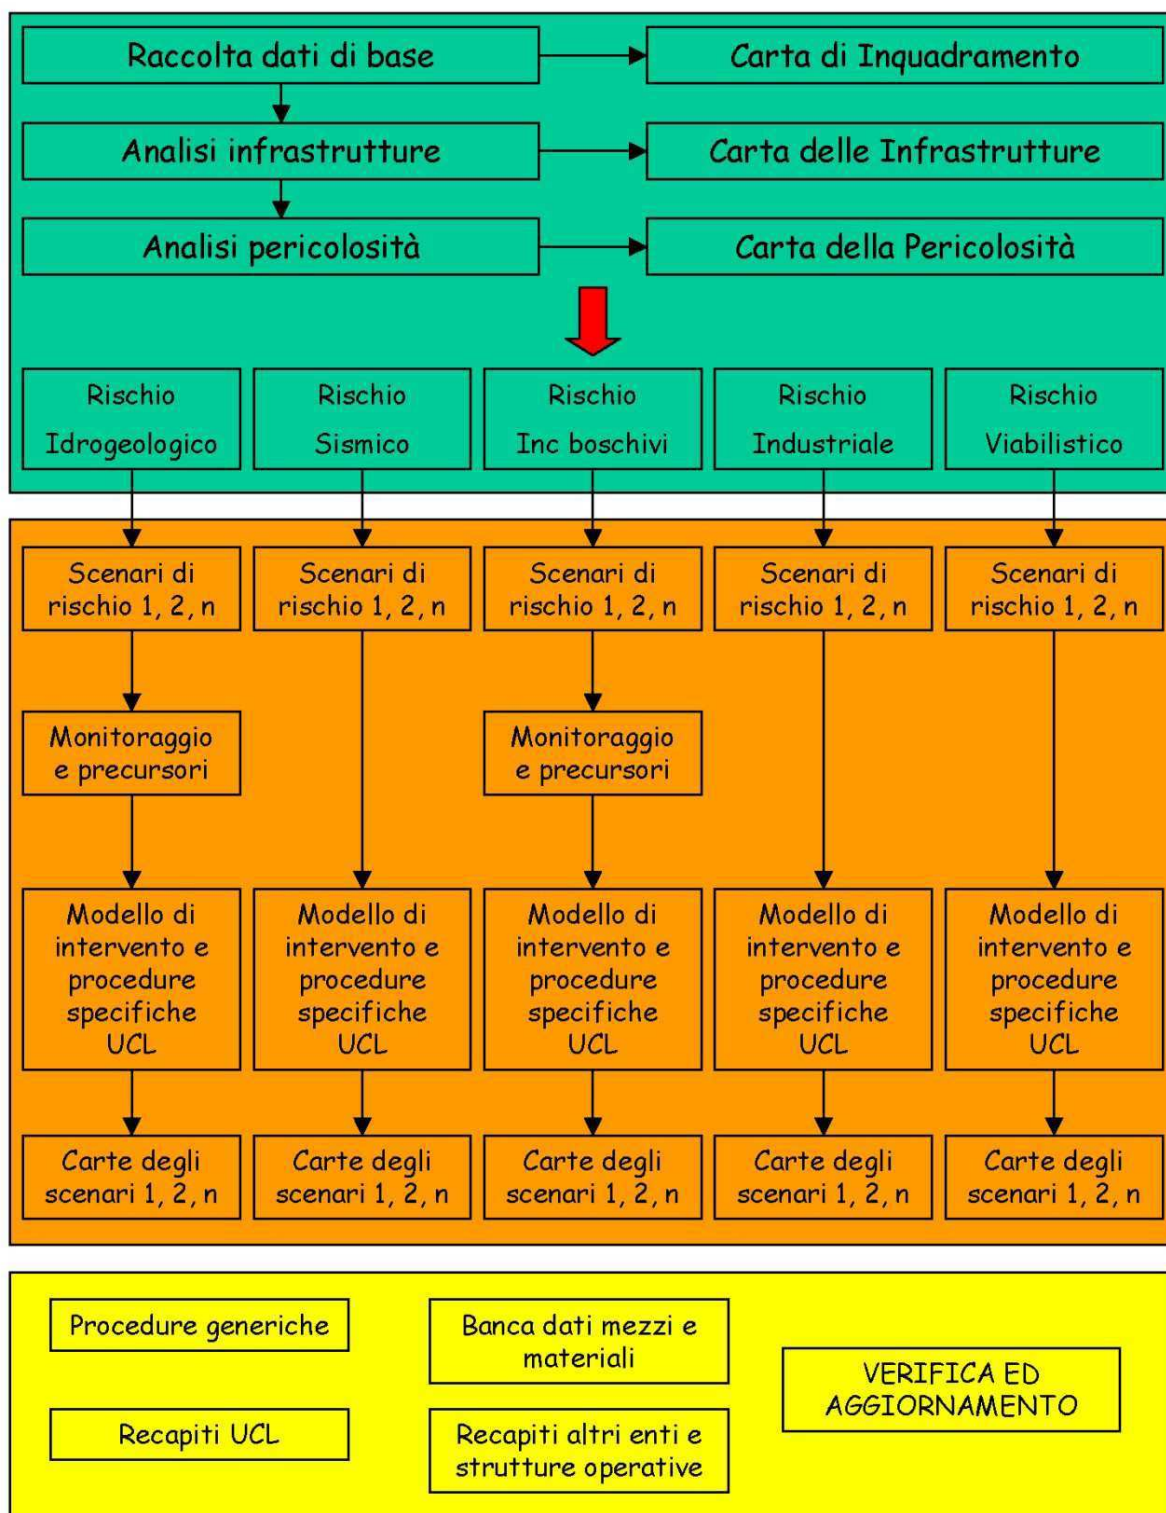 Raccolta dati di base
Carta di Inquadramento
Analisi infrastrutture
Carta delle Infrastrutture
Analisi pericolosità
Carta della Pericolosità
Rischio
Idrogeologico
Rischio
Sismico
Rischio
Inc boschivi
Rischio
Industriale
Rischio
Viabilistico
Scenari di
rischio 1, 2, n
Scenari di
rischio 1, 2, n
Scenari di
rischio 1, 2, n
Scenari di
rischio 1, 2, n
Scenari di
rischio 1, 2, n
Monitoraggio
e precursori
Monitoraggio
e precursori
Modello di
intervento e
procedure
specifiche
UCL
Modello di
intervento e
procedure
specifiche
UCL
Modello di
intervento e
procedure
specifiche
UCL
Modello di
intervento e
procedure
specifiche
UCL
Modello di
intervento e
procedure
specifiche
UCL
Carte degli
scenari 1, 2, n
Carte degli
scenari 1, 2, n
Carte degli
scenari 1, 2, n
Carte degli
scenari 1, 2, n
Carte degli
scenari 1, 2, n
Procedure generiche
Banca dati mezzi e
materiali
VERIFICA ED
AGGIORNAMENTO
Recapiti UCL
Recapiti altri enti e
strutture operative